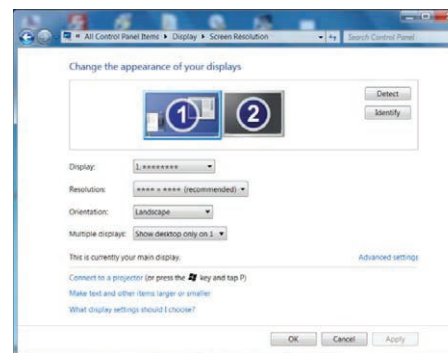 « All Control Panel Items ▸ Display ▸ Screen Resolution Search Control Panel
Change the appearance of your displays
1 2
Detect
Identify
Display: 1. ********
Resolution: **** × **** (recommended)
Orientation: Landscape
Multiple displays: Show desktop only on 1
This is currently your main display. Advanced settings
Connect to a projector (or press the key and tap P)
Make text and other items larger or smaller
What display settings should I choose?
OK Cancel Apply